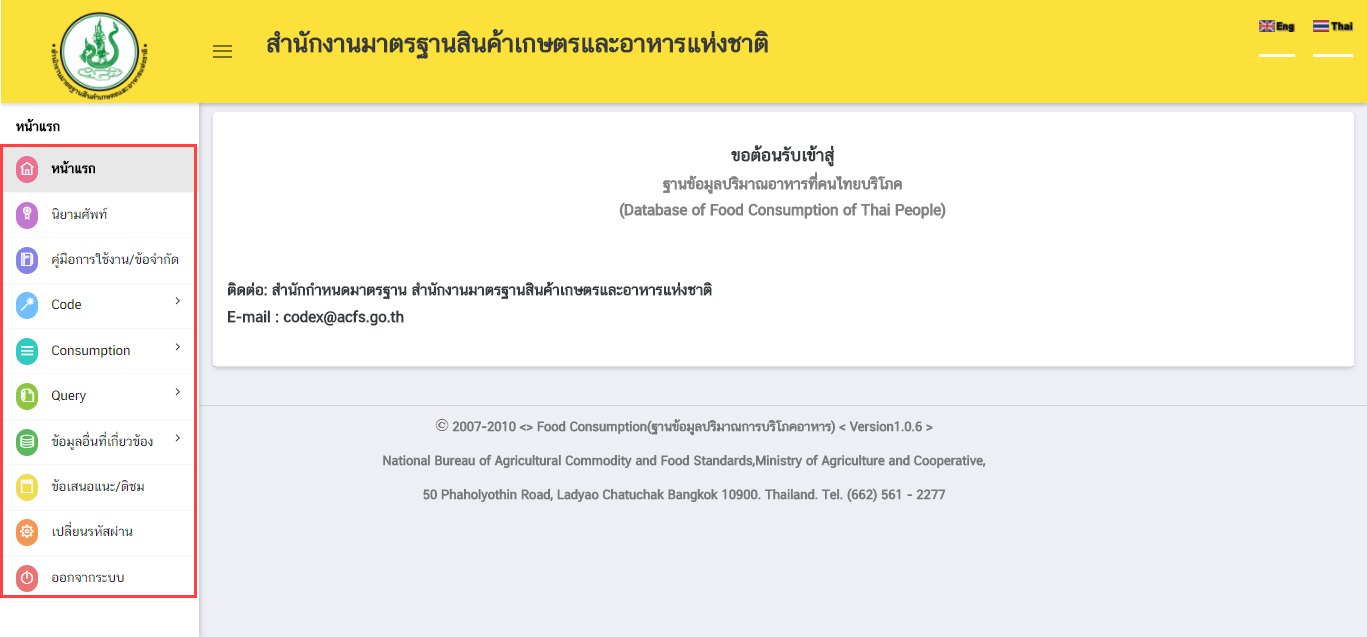 สำนักงานมาตรฐานสินค้าเกษตรและอาหารแห่งชาติ
Eng
Thai
หน้าแรก
หน้าแรก
นิยามศัพท์
คู่มือการใช้งาน/ข้อจำกัด
Code
Consumption
Query
ข้อมูลอื่นที่เกี่ยวข้อง
ข้อเสนอแนะ/ติชม
เปลี่ยนรหัสผ่าน
ออกจากระบบ
ขอต้อนรับเข้าสู่
ฐานข้อมูลปริมาณอาหารที่คนไทยบริโภค
(Database of Food Consumption of Thai People)
ติดต่อ: สำนักกำหนดมาตรฐาน สำนักงานมาตรฐานสินค้าเกษตรและอาหารแห่งชาติ
E-mail : codex@acfs.go.th
© 2007-2010 <> Food Consumption(ฐานข้อมูลปริมาณการบริโภคอาหาร) < Version1.0.6 >
National Bureau of Agricultural Commodity and Food Standards,Ministry of Agriculture and Cooperative,
50 Phaholyothin Road, Ladyao Chatuchak Bangkok 10900. Thailand. Tel. (662) 561 - 2277